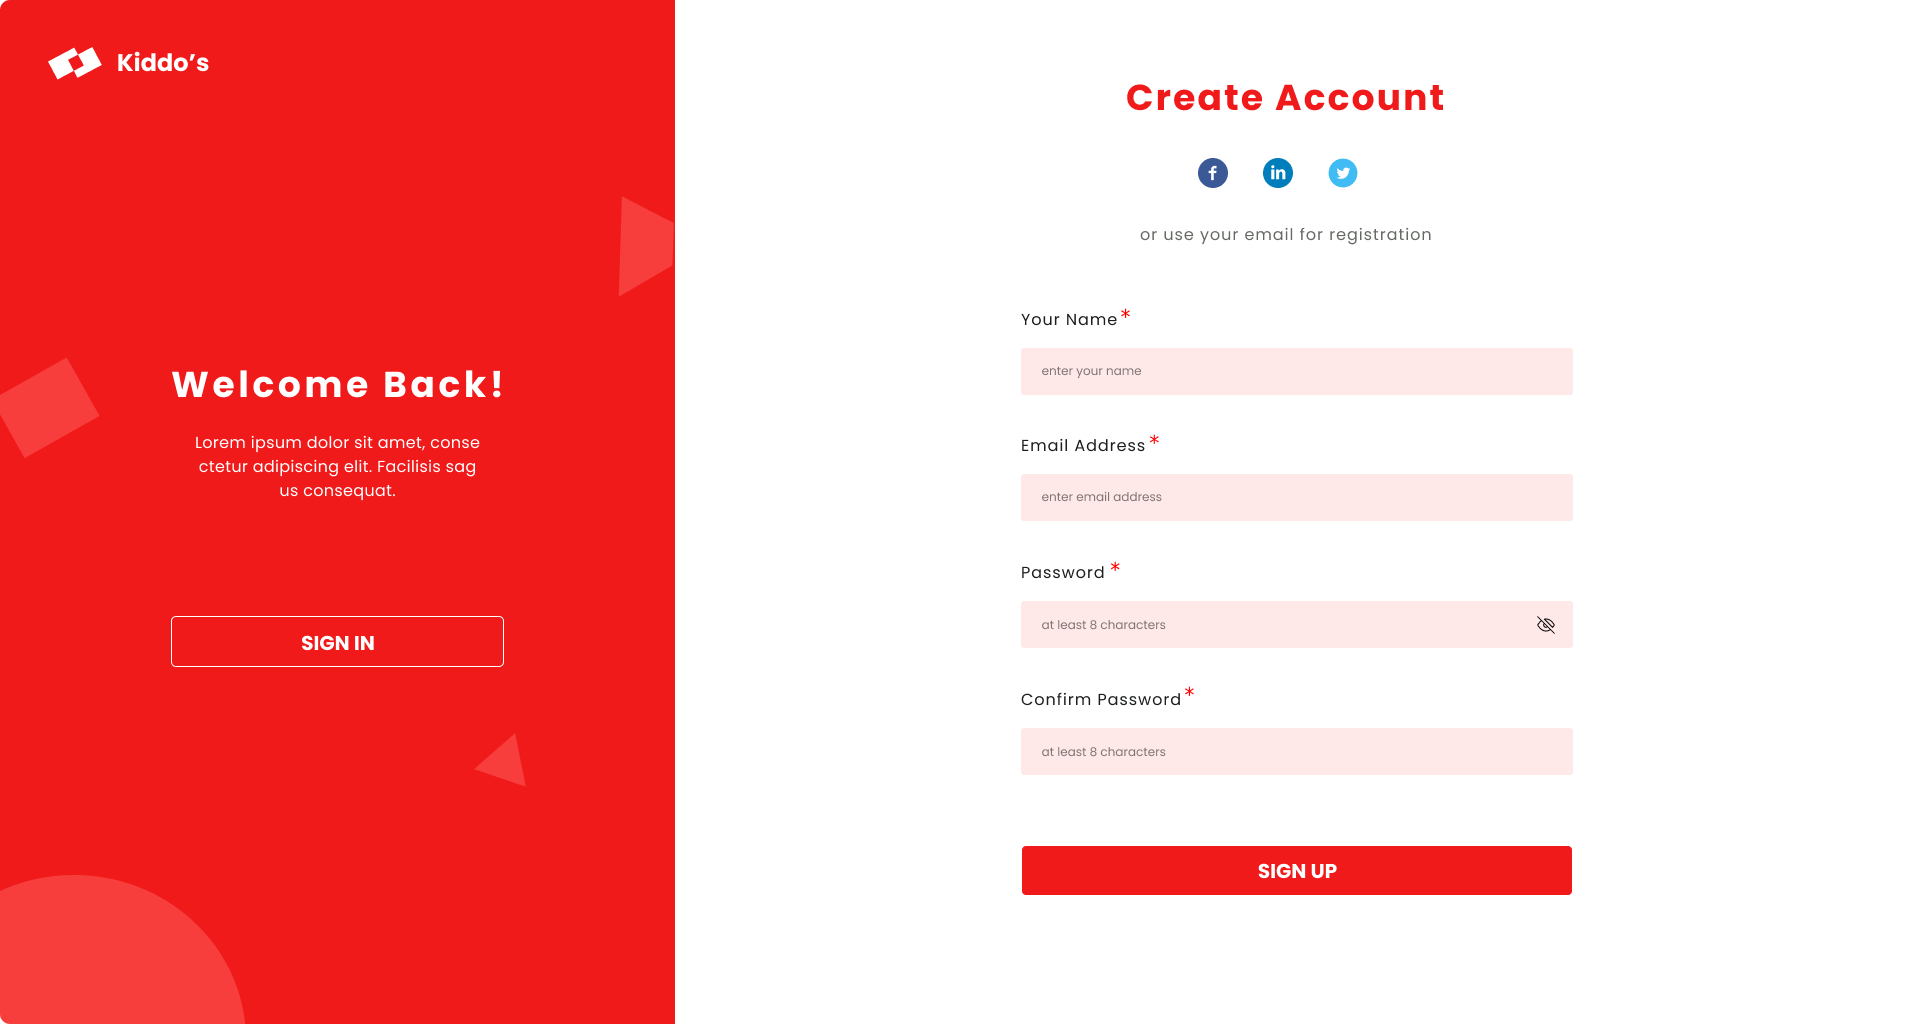 Kiddo’s
Welcome Back!
Lorem ipsum dolor sit amet, conse
ctetur adipiscing elit. Facilisis sag
us consequat.
SIGN IN
Create Account
f
in
or use your email for registration
Your Name*
enter your name
Email Address*
enter email address
Password *
at least 8 characters
Confirm Password*
at least 8 characters
SIGN UP